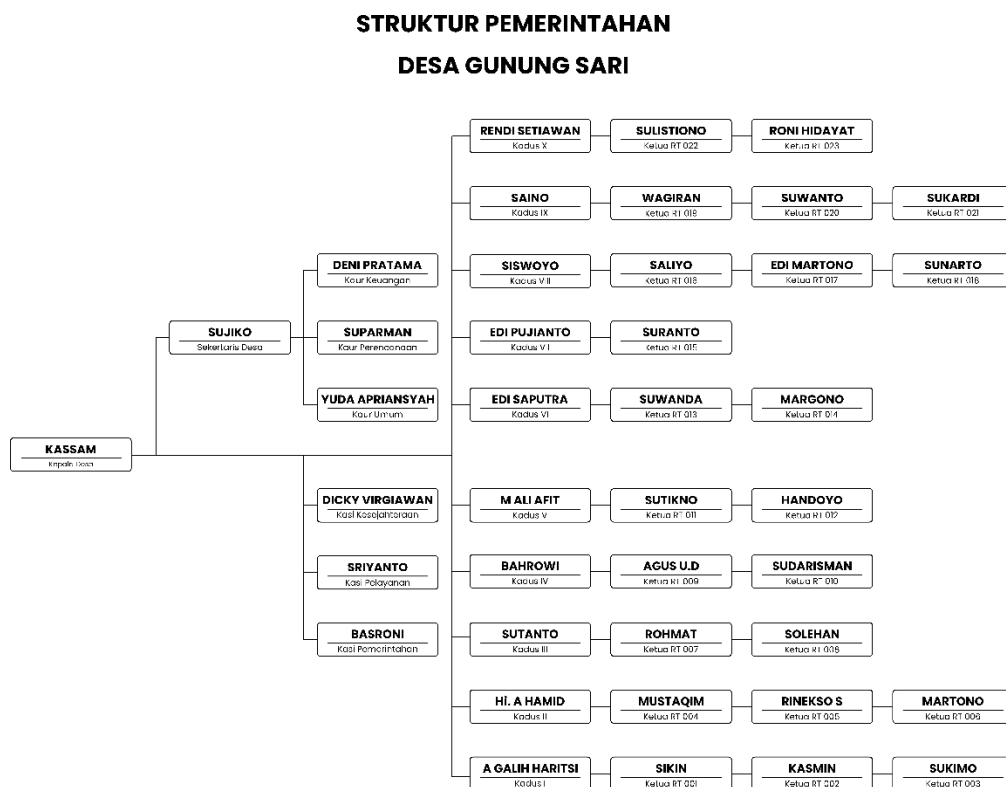 STRUKTUR PEMERINTAHAN
DESA GUNUNG SARI
RENDI SETIAWAN
Kadus X
SULISTIONO
Ketua RT 022
RONI HIDAYAT
Ketua RT 023
SAINO
Kadus IX
WAGIRAN
Ketua RT 019
SUWANTO
Ketua RT 020
SUKARDI
Ketua RT 021
DENI PRATAMA
Kaur Keuangan
SISWOYO
Kadus VIII
SALIYO
Ketua RT
EDI MARTONO
Ketua RT 017
SUNARTO
Ketua RT
SUJIKO
Sekertaris Desa
SUPARMAN
Kaur Perencanaan
EDI PUJIANTO
Kadus VII
SURANTO
Ketua RT 015
YUDA APRIANSYAH
Kaur Umum
EDI SAPUTRA
Kadus VI
SUWANDA
Ketua RT 013
MARGONO
Ketua RT 014
KASSAM
Kepala Desa
DICKY VIRGIAWAN
Kasi Kesejahteraan
M ALI AFIT
Kadus V
SUTIKNO
Ketua RT 011
HANDOYO
Ketua RT 012
SRIYANTO
Kasi Pelayanan
BAHROWI
Kadus IV
AGUS U.D
Ketua RT 009
SUDARISMAN
Ketua RT 010
BASRONI
Kasi Pemerintahan
SUTANTO
Kadus III
ROHMAT
Ketua RT 007
SOLEHAN
Ketua RT 008
Hi. A HAMID
Kadus II
MUSTAQIM
Ketua RT 004
RINEKSO S
Ketua RT 005
MARTONO
Ketua RT 006
A GALIH HARITSI
Kadus I
SIKIN
Ketua RT 001
KASMIN
Ketua RT 002
SUKIMO
Ketua RT 003